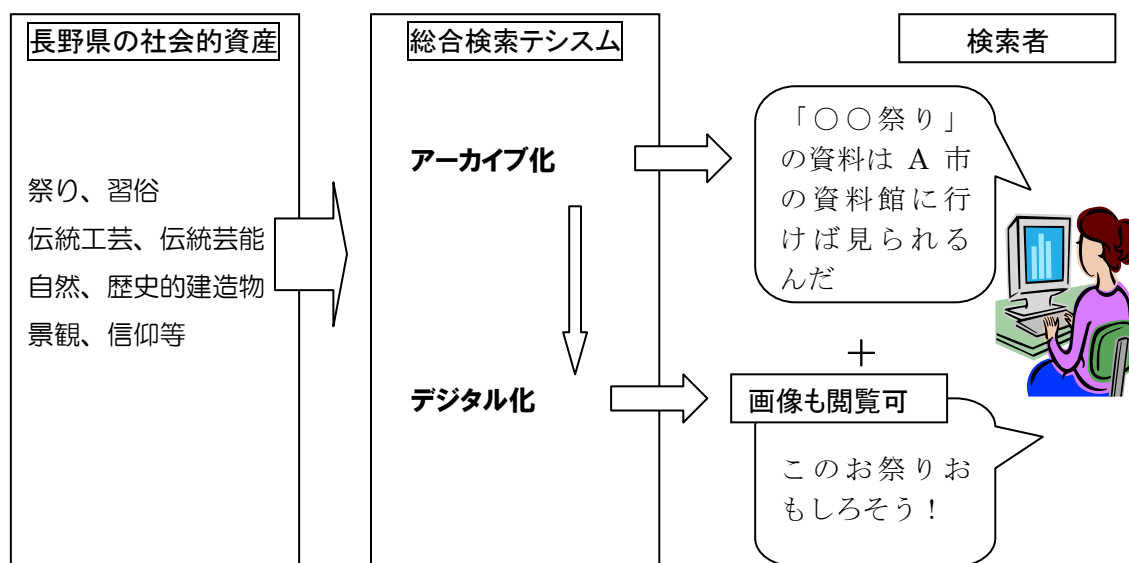 長野県の社会的資産
祭り、習俗
伝統工芸、伝統芸能
自然、歴史的建造物
景観、信仰等
総合検索テシスム
アーカイブ化
デジタル化
検索者
「○○祭り」
の資料は A 市
の資料館に行
けば見られる
んだ
＋
画像も閲覧可
このお祭りお
もしろそう！